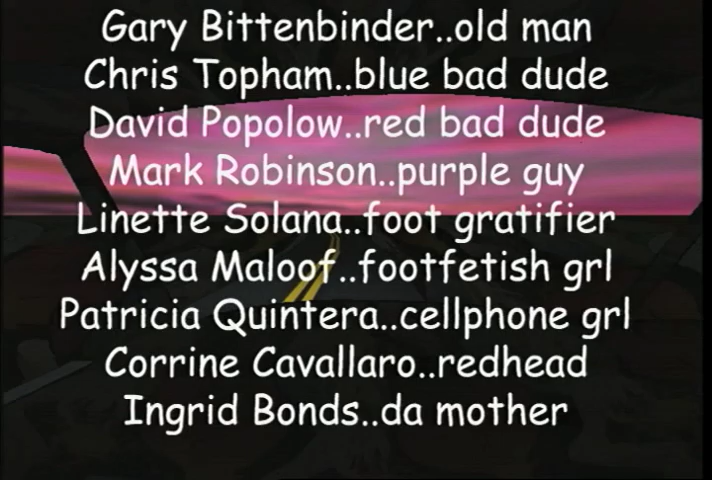 Gary Bittenbinder..old man
Chris Topham..blue bad dude
David Popolow..red bad dude
Mark Robinson..purple guy
Linette Solana..foot gratifier
Alyssa Maloof..footfetish grl
Patricia Quintera..cellphone grl
Corrine Cavallaro..redhead
Ingrid Bonds..da mother